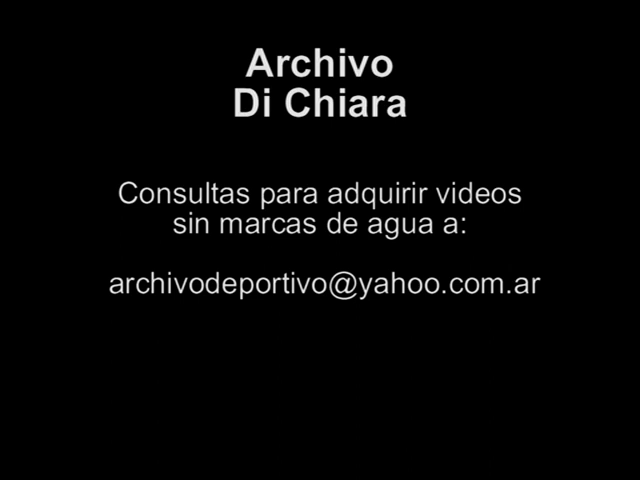 Archivo
Di Chiara
Consultas para adquirir videos
sin marcas de agua a:
archivodeportivo@yahoo.com.ar